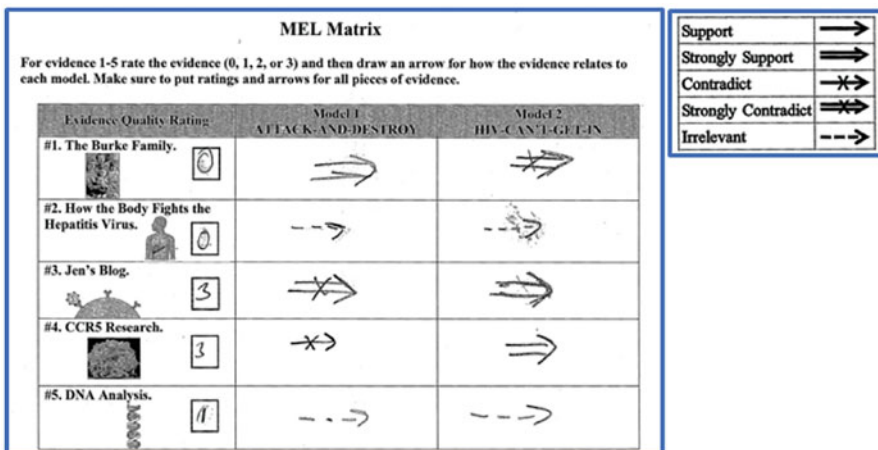 MEL Matrix
For evidence 1-5 rate the evidence (0, 1, 2, or 3) and then draw an arrow for how the evidence relates to
each model. Make sure to put ratings and arrows for all pieces of evidence.
Evidence Quality Rating
Model 1
ATTACK-AND-DESTROY
Model 2
HIV-CAN'T-GET-IN
#1. The Burke Family.
0
#2. How the Body Fights the
Hepatitis Virus.
0
#3. Jen's Blog.
3
#4. CCR5 Research.
3
#5. DNA Analysis.
Support
Strongly Support
Contradict
Strongly Contradict
Irrelevant